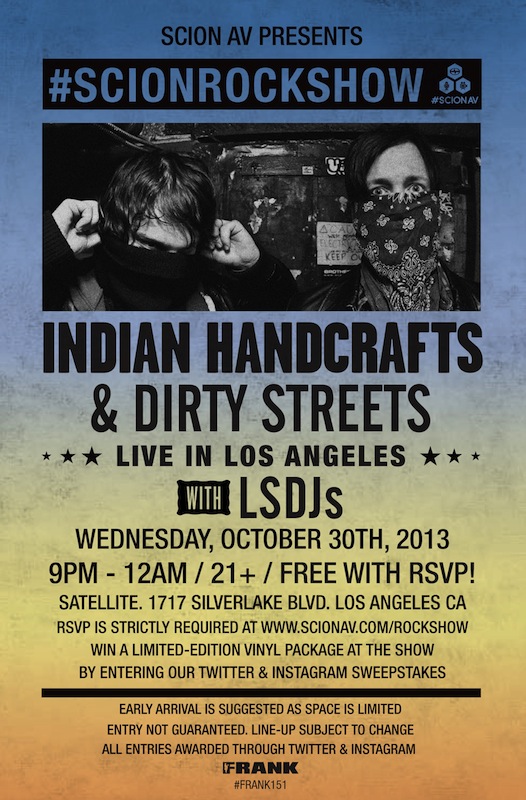 SCION AV PRESENTS
#SCIONROCKSHOW
#SCIONAV
KEEP
BROTHE
INDIAN HANDCRAFTS
& DIRTY STREETS
LIVE IN LOS ANGELES
WITH LSDJs
WEDNESDAY, OCTOBER 30TH, 2013
9PM - 12AM / 21+ / FREE WITH RSVP!
SATELLITE. 1717 SILVERLAKE BLVD. LOS ANGELES CA
RSVP IS STRICTLY REQUIRED AT WWW.SCIONAV.COM/ROCKSHOW
WIN A LIMITED-EDITION VINYL PACKAGE AT THE SHOW
BY ENTERING OUR TWITTER & INSTAGRAM SWEEPSTAKES
EARLY ARRIVAL IS SUGGESTED AS SPACE IS LIMITED
ENTRY NOT GUARANTEED. LINE-UP SUBJECT TO CHANGE
ALL ENTRIES AWARDED THROUGH TWITTER & INSTAGRAM
FRANK
#FRANK151